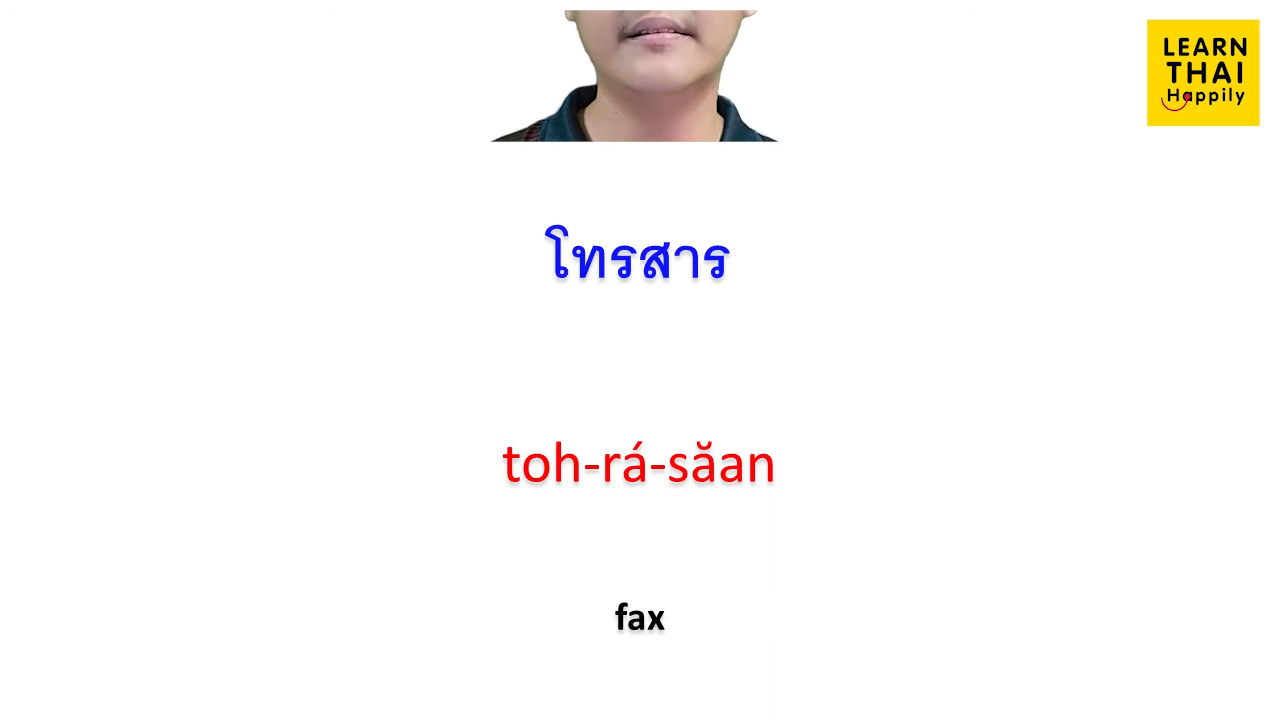 LEARN
THAI
Happily
โทรสาร
toh-rá-săan
fax